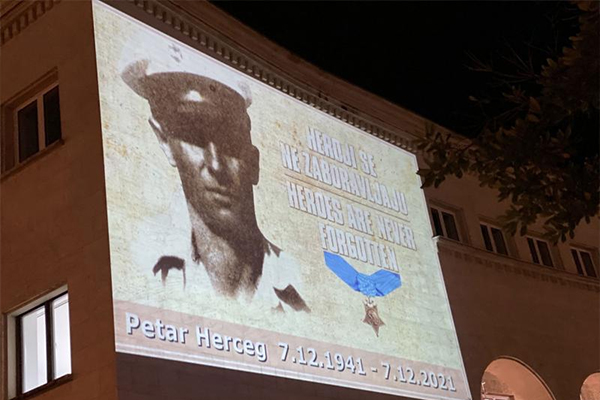 HEROJI SE
NE ZABORAVLJAJU
HEROES ARE NEVER
FORGOTTEN
Petar Herceg 7.12.1941 - 7.12.2021